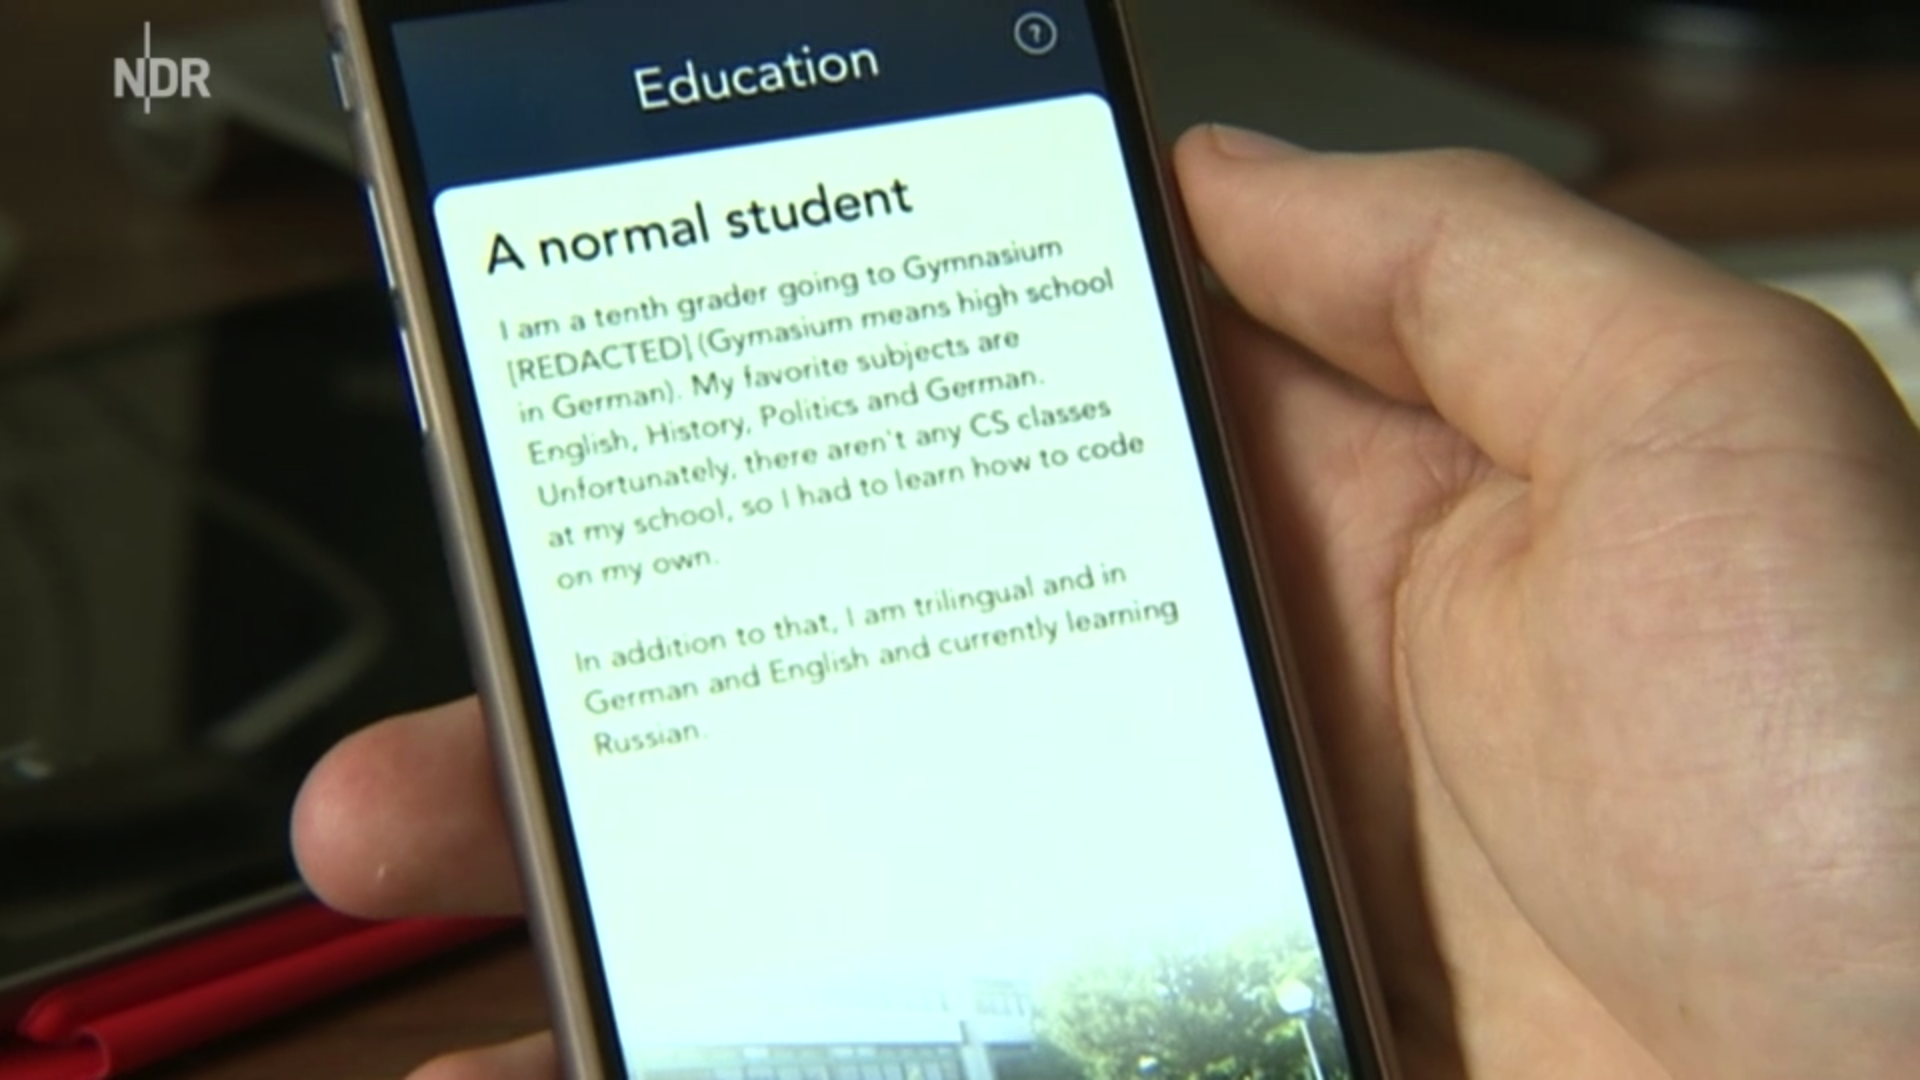 NDR
Education
?
A normal student
I am a tenth grader going to Gymnasium
[REDACTED] (Gymasium means high school
in German). My favorite subjects are
English, History, Politics and German.
Unfortunately, there aren't any CS classes
at my school, so I had to learn how to code
on my own.
In addition to that, I am trilingual and in
German and English and currently learning
Russian.